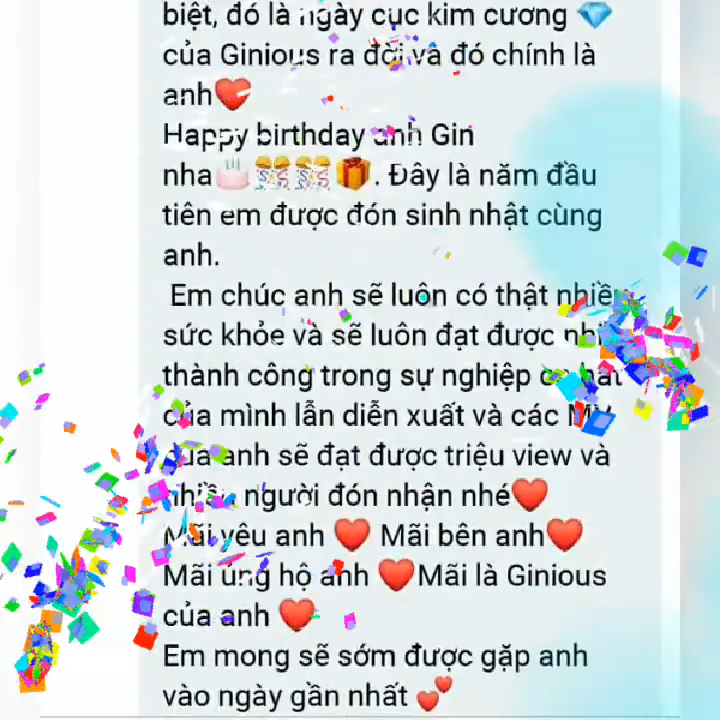 biệt, đó là ngày cục kim cương 💎
của Ginious ra đời và đó chính là
anh❤️
Happy birthday anh Gin
nha🎂🎊🎊🎁. Đây là năm đầu
tiên em được đón sinh nhật cùng
anh.
Em chúc anh sẽ luôn có thật nhiều
sức khỏe và sẽ luôn đạt được nhiều
thành công trong sự nghiệp ca hát
của mình lẫn diễn xuất và các MV
của anh sẽ đạt được triệu view và
nhiều người đón nhận nhé❤️
Mãi yêu anh ❤️ Mãi bên anh❤️
Mãi ủng hộ anh ❤️Mãi là Ginious
của anh ❤️
Em mong sẽ sớm được gặp anh
vào ngày gần nhất 💕